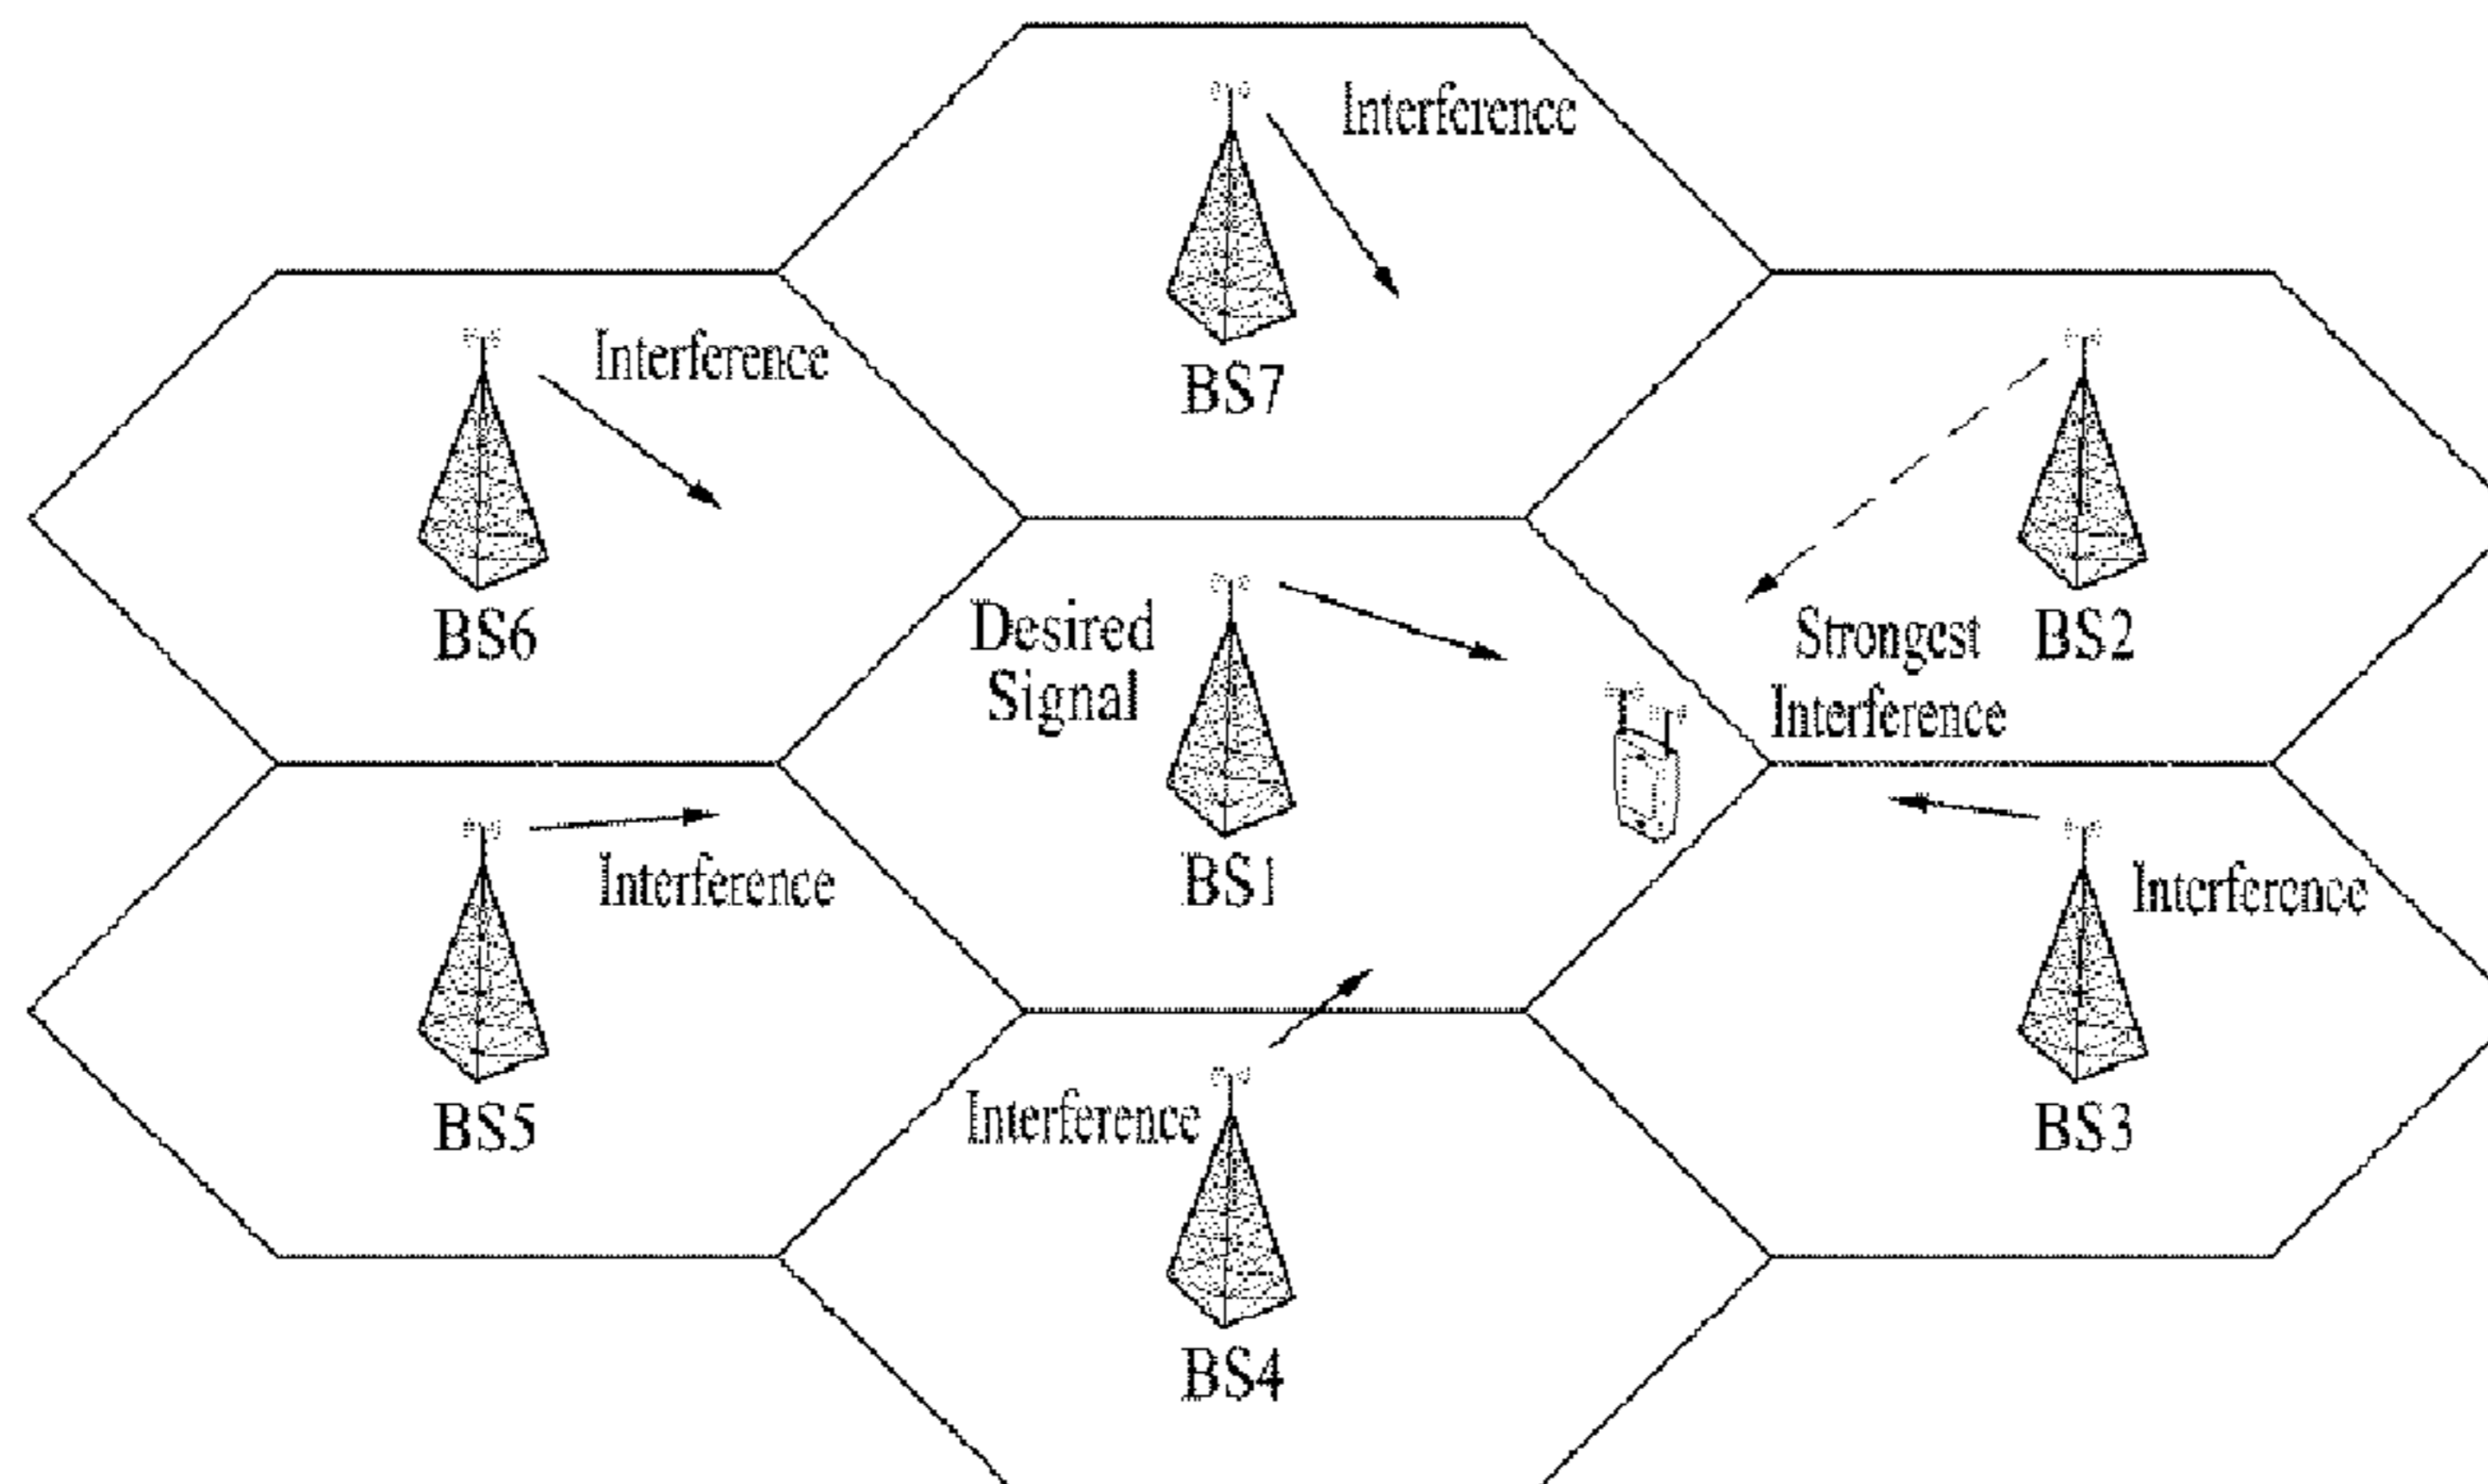 Interference
BS7
Interference
BS6
Desired
Signal
BS1
Strongest
Interference
BS2
Interference
BS5
Interference
BS3
Interference
BS4